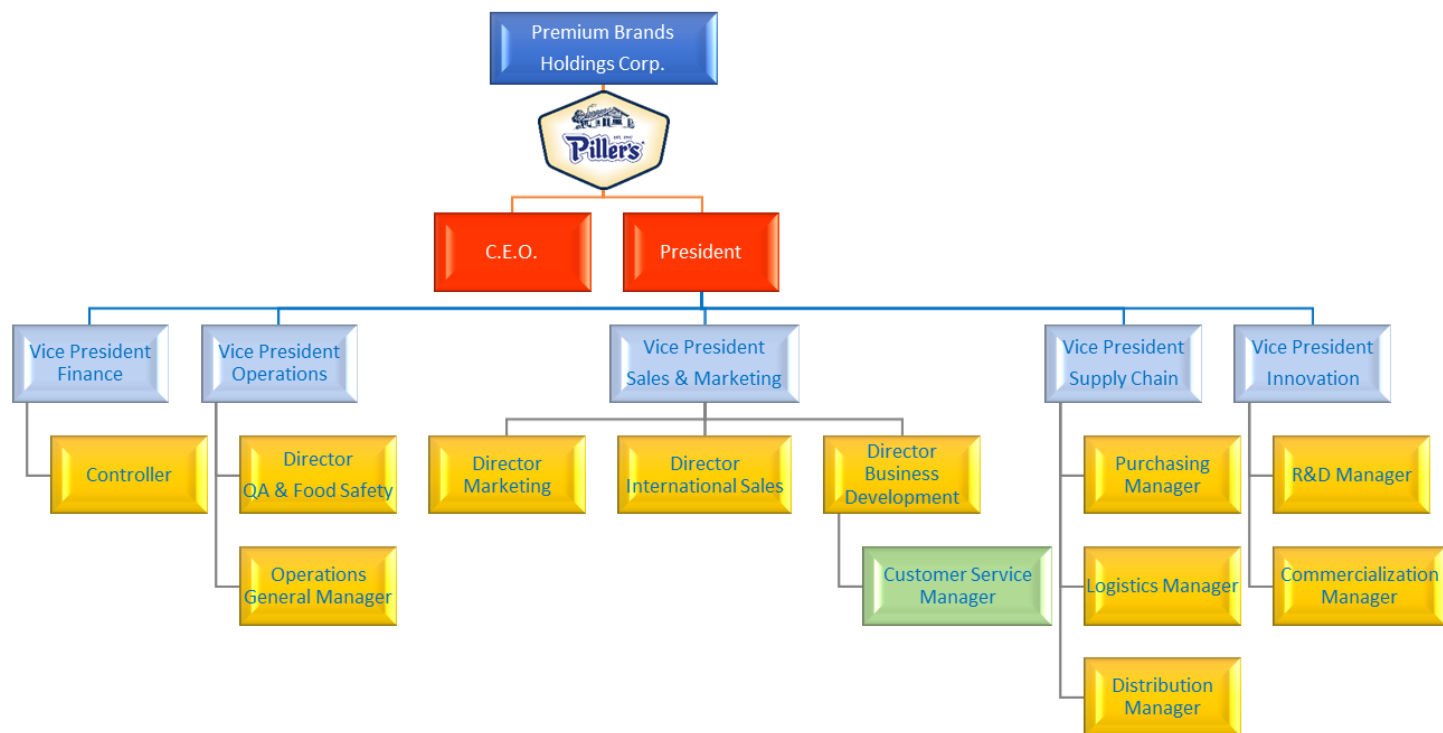 Premium Brands
Holdings Corp.
Piller's
C.E.O.
President
Vice President
Finance
Vice President
Operations
Vice President
Sales & Marketing
Vice President
Supply Chain
Vice President
Innovation
Controller
Director
QA & Food Safety
Director
Marketing
Director
International Sales
Director
Business
Development
Purchasing
Manager
R&D Manager
Operations
General Manager
Customer Service
Manager
Logistics Manager
Commercialization
Manager
Distribution
Manager